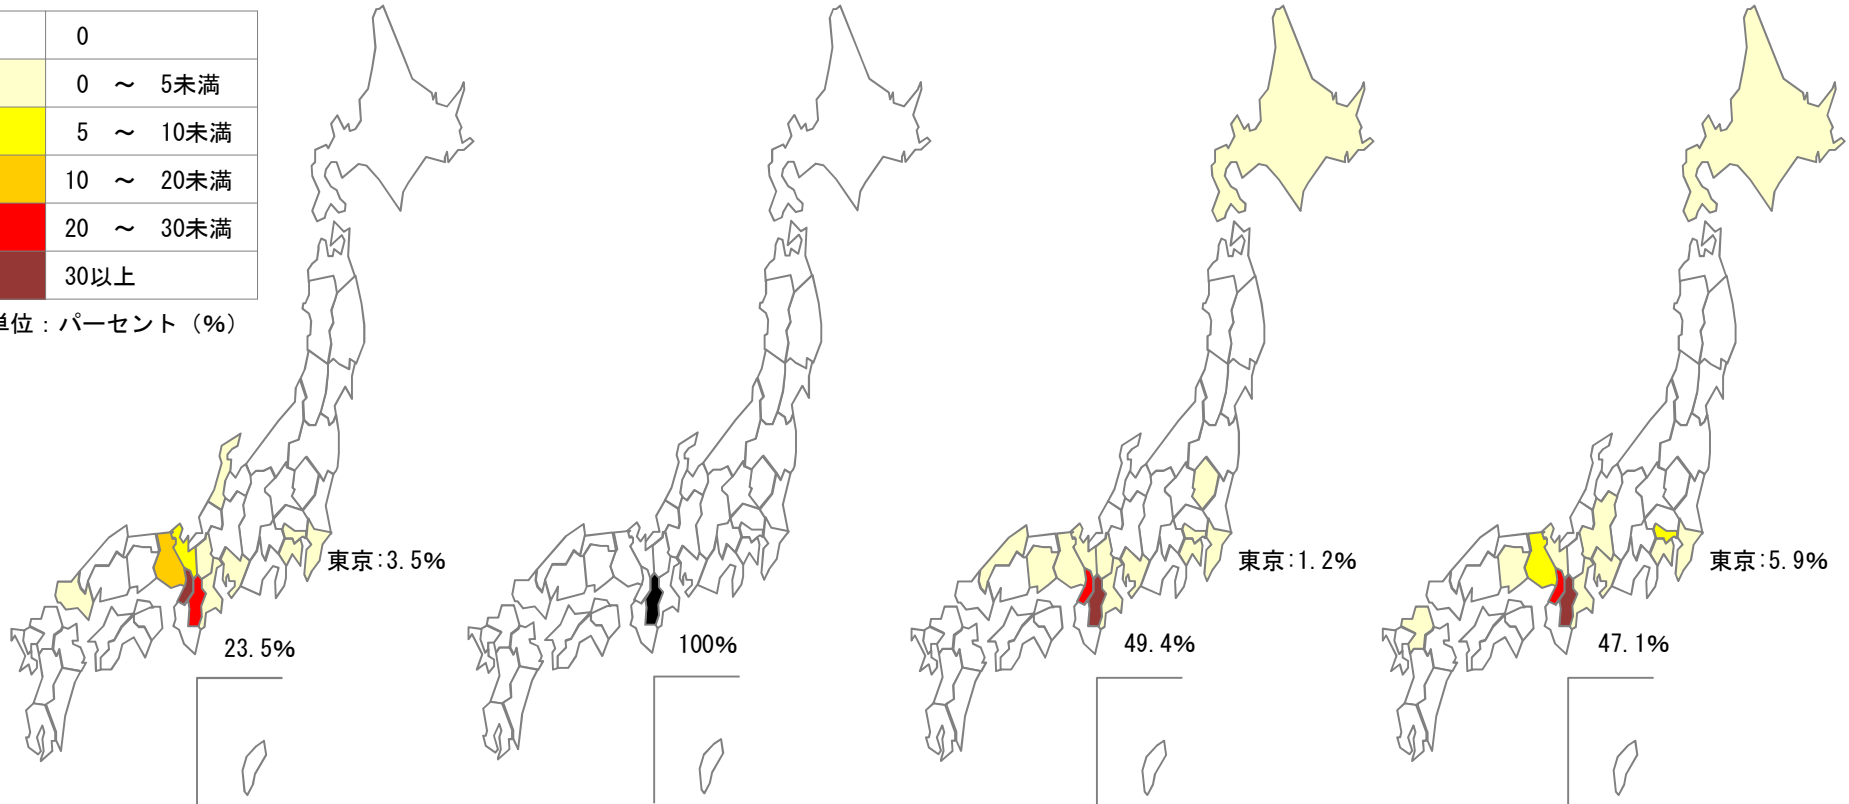 0
0 ～ 5未満
5 ～ 10未満
10 ～ 20未満
20 ～ 30未満
30以上
単位：パーセント（%）
東京:3.5%
23.5%
100%
東京:1.2%
49.4%
東京:5.9%
47.1%